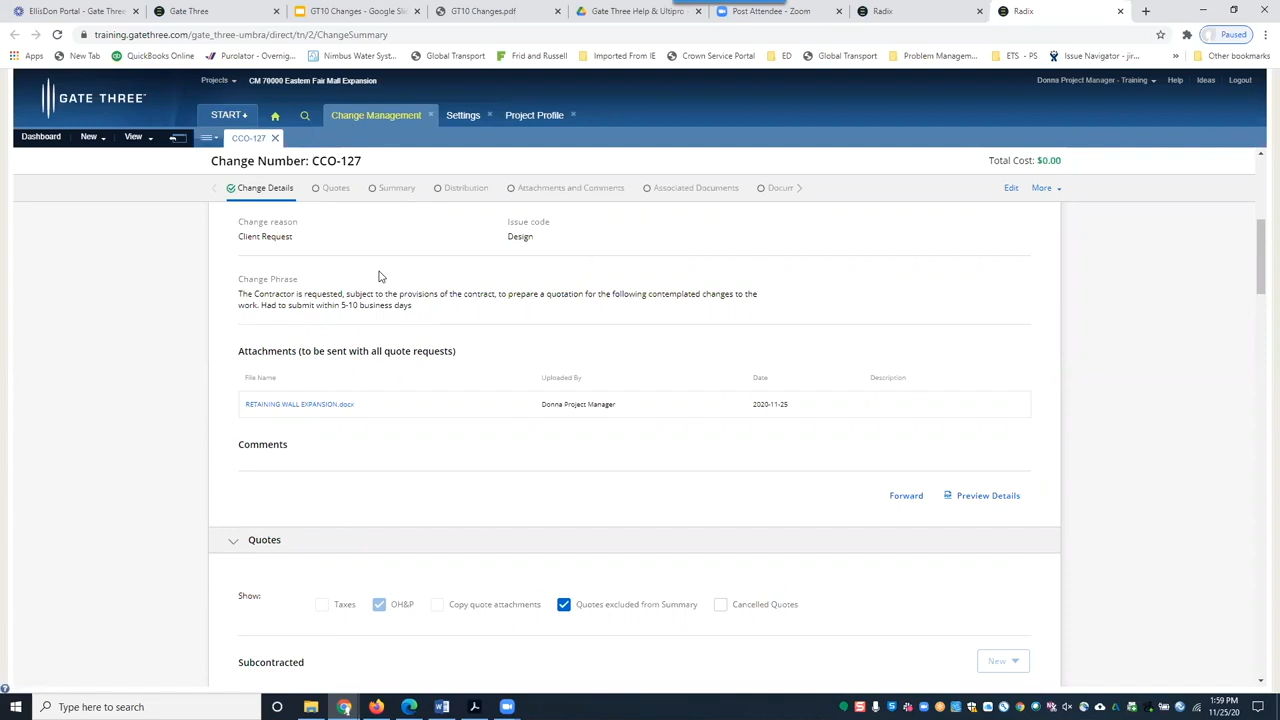 EllisDon Portal - EllisDon Gate
Gate Three
GT10 Changes - Google Sli
GT10 Changes.pdf
Gate Three Help & Ultipro
Post Attendee - Zoom
Radix
Radix
training.gatethree.com/gate_three-umbra/direct/tn/2/ChangeSummary
Paused
Apps
New Tab
QuickBooks Online
Purolator - Overnig...
Nimbus Water Syst...
Global Transport
Frid and Russell
Imported From IE
Crown Service Portal
ED
Global Transport
Problem Managem...
ETS - PS
Issue Navigator - jir...
»
Other bookmarks
GATE THREE
Projects
CM 70000 Eastern Fair Mall Expansion
Donna Project Manager - Training
Help
Ideas
Logout
START+
Change Management
Settings
Project Profile
Dashboard
New
View
CCO-127
Change Number: CCO-127
Total Cost: $0.00
Change Details
Quotes
Summary
Distribution
Attachments and Comments
Associated Documents
Docum
Edit
More
Change reason
Issue code
Client Request
Design
Change Phrase
The Contractor is requested, subject to the provisions of the contract, to prepare a quotation for the following contemplated changes to the
work. Had to submit within 5-10 business days
Attachments (to be sent with all quote requests)
File Name
Uploaded By
Date
Description
RETAINING WALL EXPANSION.docx
Donna Project Manager
2020-11-25
Comments
Forward
Preview Details
Quotes
Show:
Taxes
OH&P
Copy quote attachments
Quotes excluded from Summary
Cancelled Quotes
Subcontracted
New
Type here to search
1:59 PM
11/25/20